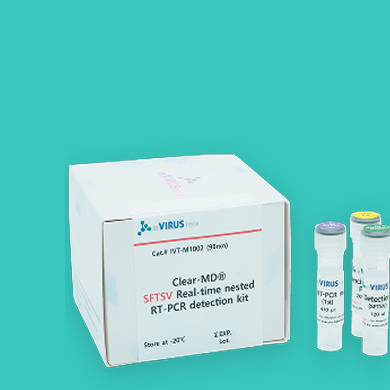 VIRUS
Cat.# IVT-M1002 (96rxn)
Clear-MD®
SFTSV Real-time nested
RT-PCR detection kit
Store at -20℃
Σ EXP.
Lot.
VIRUS
RT-PCR
Detection
(SFTSV)